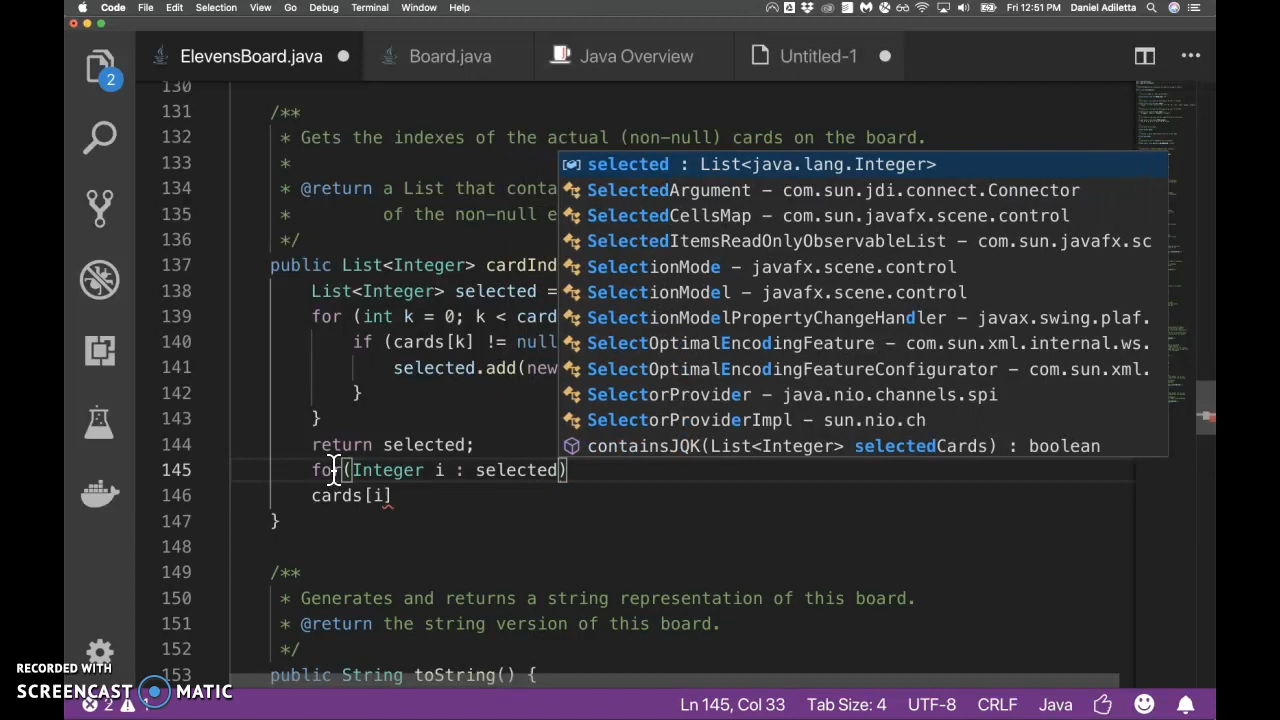 Code File Edit Selection View Go Debug Terminal Window Help Fri 12:51 PM Daniel Adiletta
ElevensBoard.java Board.java Java Overview Untitled-1
2
130
131 /**
132 * Gets the indexes of the actual (non-null) cards on the board.
133 *
selected : List<java.lang.Integer>
134 * @return a List that conta
SelectedArgument – com.sun.jdi.connect.Connector
135 * of the non-null e
SelectedCellsMap – com.sun.javafx.scene.control
136 */
SelectedItemsReadOnlyObservableList – com.sun.javafx.sc
137 public List<Integer> cardInd
SelectionMode – javafx.scene.control
138 List<Integer> selected =
SelectionModel – javafx.scene.control
139 for (int k = 0; k < card
SelectionModelPropertyChangeHandler – javax.swing.plaf.
140 if (cards[k] != null
SelectOptimalEncodingFeature – com.sun.xml.internal.ws.
141 selected.add(new
SelectOptimalEncodingFeatureConfigurator – com.sun.xml.
142 }
SelectorProvider – java.nio.channels.spi
143 }
SelectorProviderImpl – sun.nio.ch
144 return selected;
containsJQK(List<Integer> selectedCards) : boolean
145 for(Integer i : selected)
146 cards[i]
147 }
148
149 /**
150 * Generates and returns a string representation of this board.
151 * @return the string version of this board.
152 */
153 public String toString() {
RECORDED WITH
SCREENCAST MATIC
2 1 Ln 145, Col 33 Tab Size: 4 UTF-8 CRLF Java